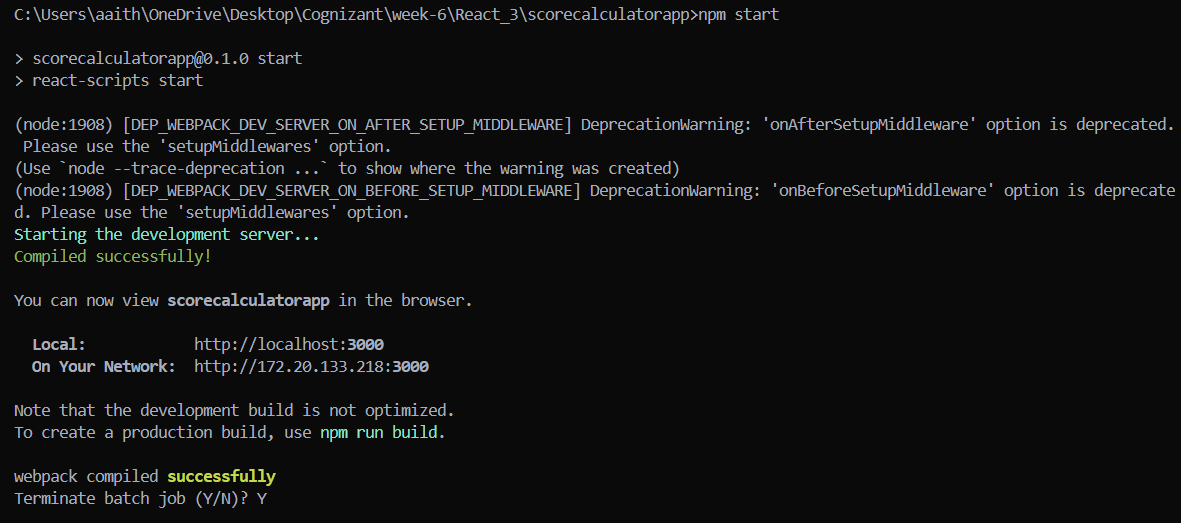 C:\Users\aaith\OneDrive\Desktop\Cognizant\week-6\React_3\scorecalculatorapp>npm start
> scorecalculatorapp@0.1.0 start
> react-scripts start
(node:1908) [DEP_WEBPACK_DEV_SERVER_ON_AFTER_SETUP_MIDDLEWARE] DeprecationWarning: 'onAfterSetupMiddleware' option is deprecated.
Please use the 'setupMiddlewares' option.
(Use `node --trace-deprecation ...` to show where the warning was created)
(node:1908) [DEP_WEBPACK_DEV_SERVER_ON_BEFORE_SETUP_MIDDLEWARE] DeprecationWarning: 'onBeforeSetupMiddleware' option is deprecate
d. Please use the 'setupMiddlewares' option.
Starting the development server...
Compiled successfully!
You can now view scorecalculatorapp in the browser.
Local: http://localhost:3000
On Your Network: http://172.20.133.218:3000
Note that the development build is not optimized.
To create a production build, use npm run build.
webpack compiled successfully
Terminate batch job (Y/N)? Y